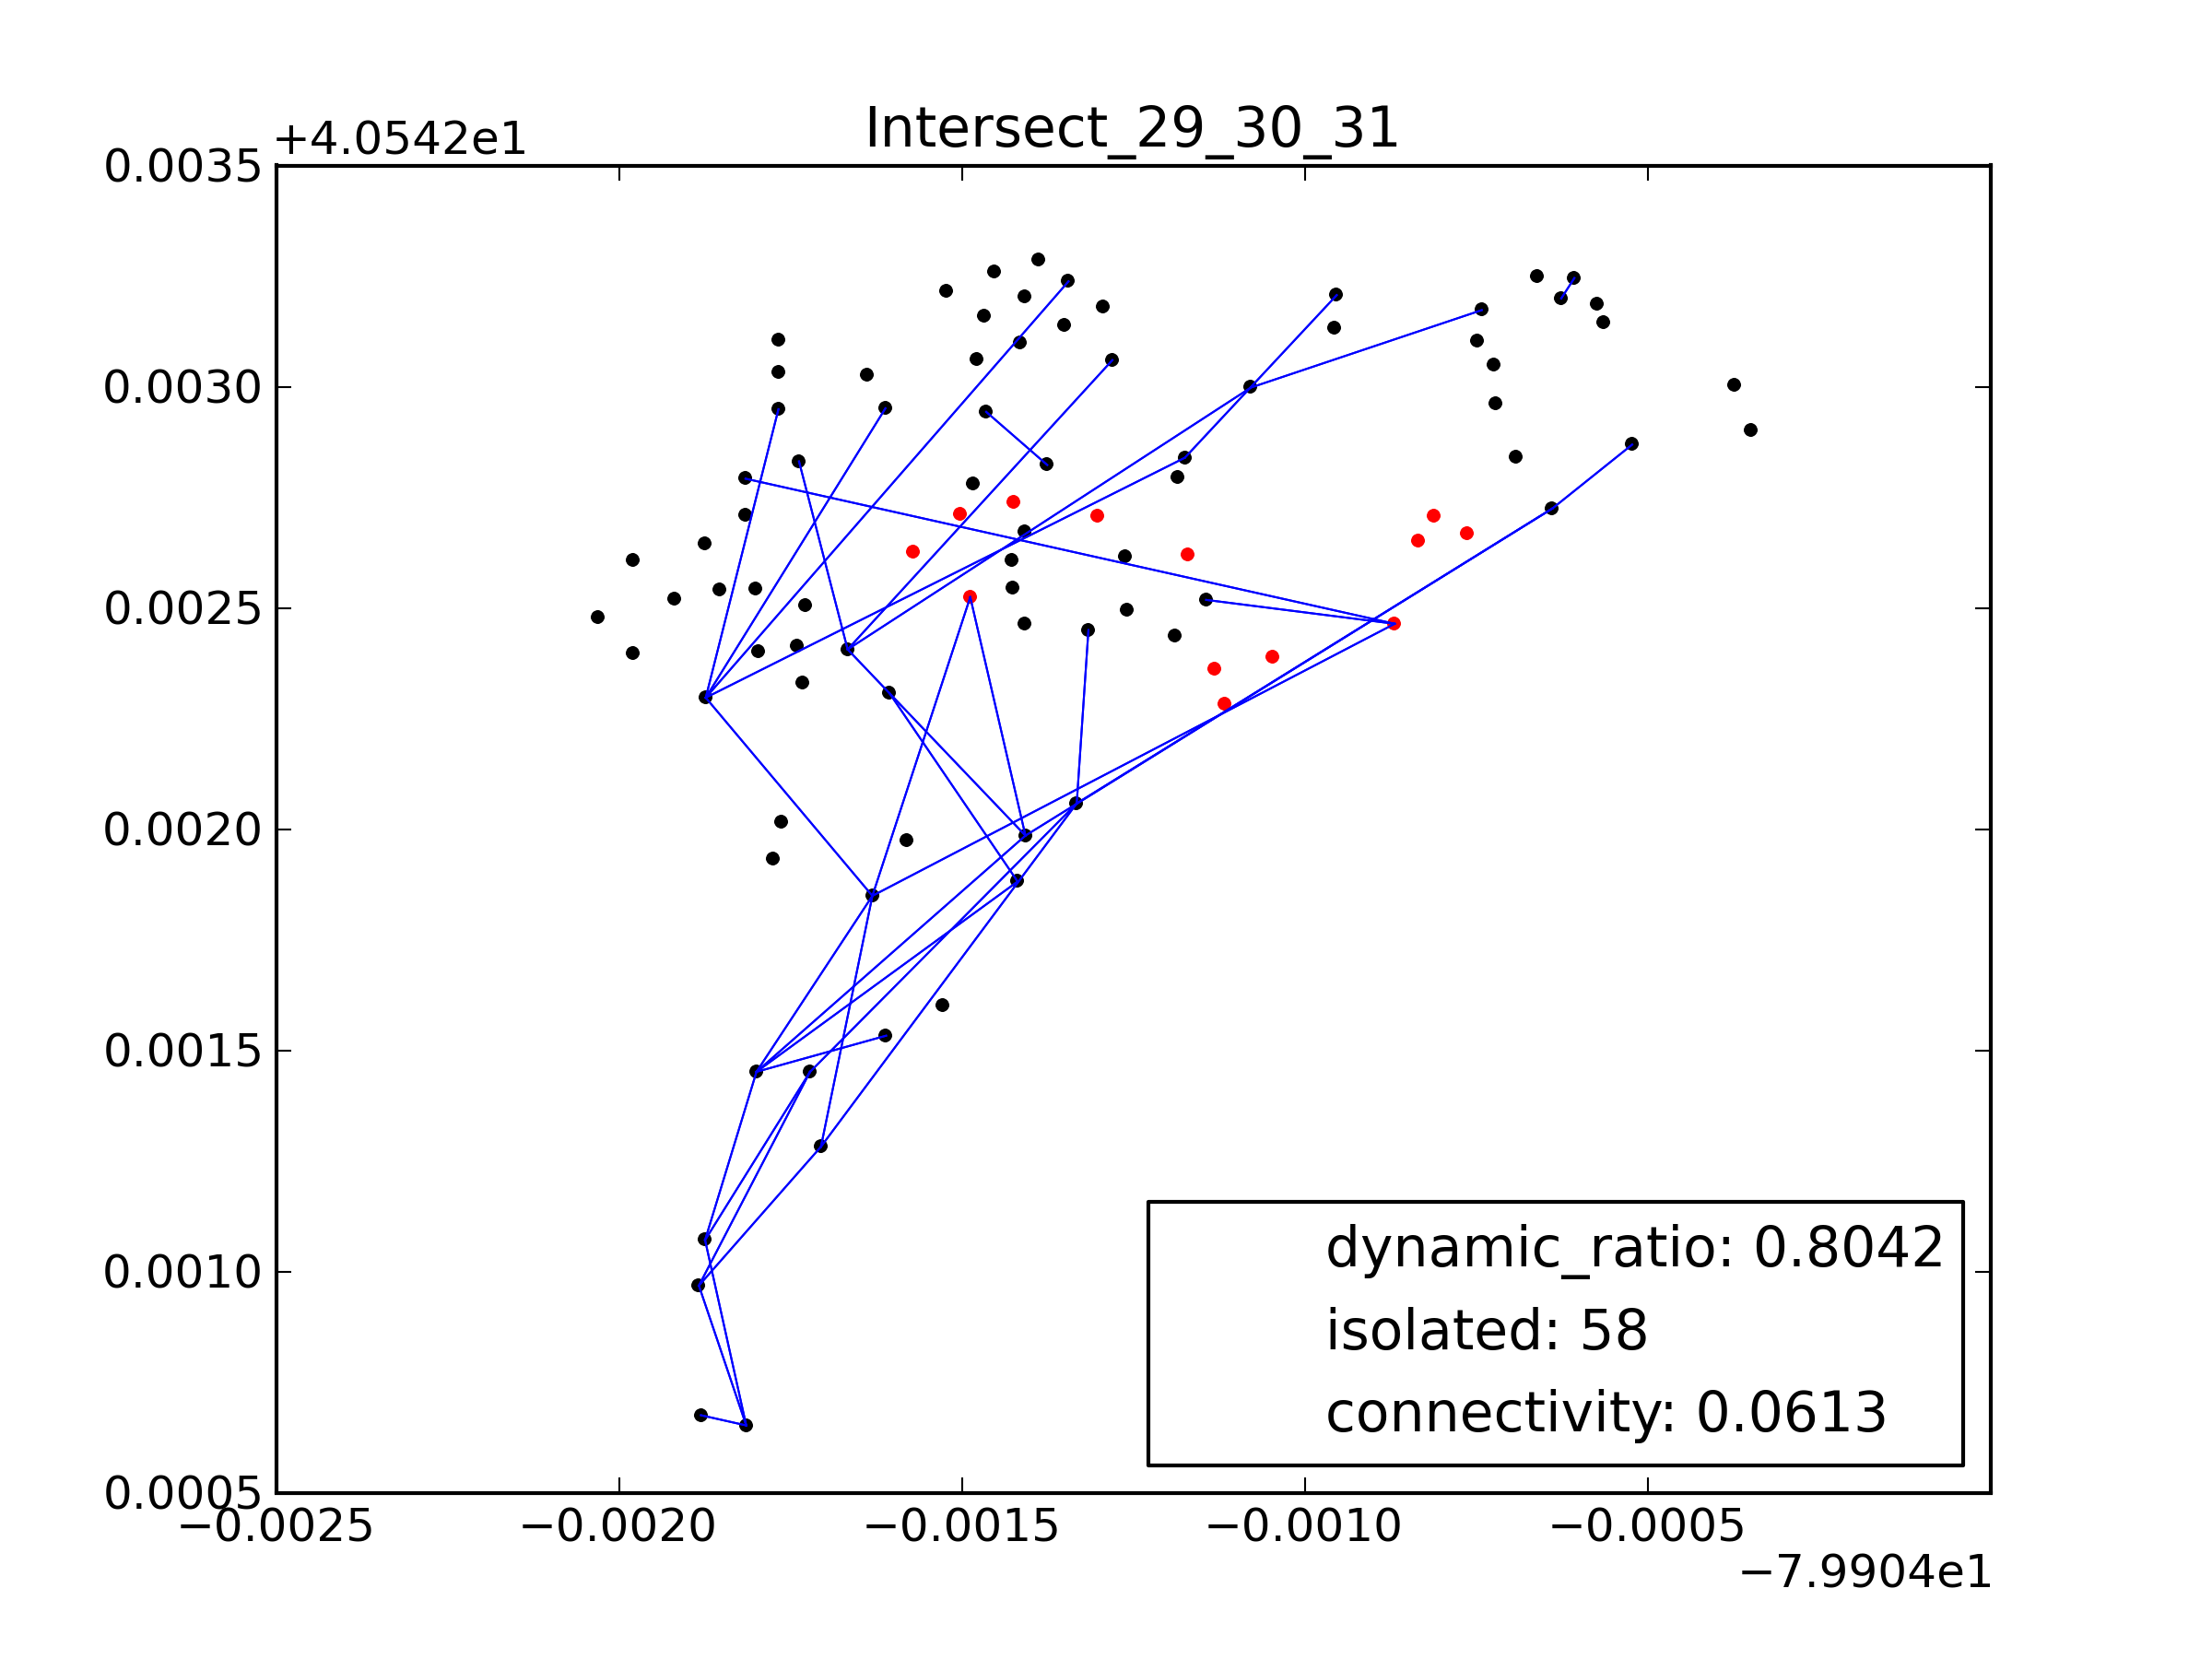 Intersect_29_30_31
+4.0542e1
0.0035
0.0030
0.0025
0.0020
0.0015
0.0010
0.0005
dynamic_ratio: 0.8042
isolated: 58
connectivity: 0.0613
−0.0025 −0.0020 −0.0015 −0.0010 −0.0005
−7.9904e1